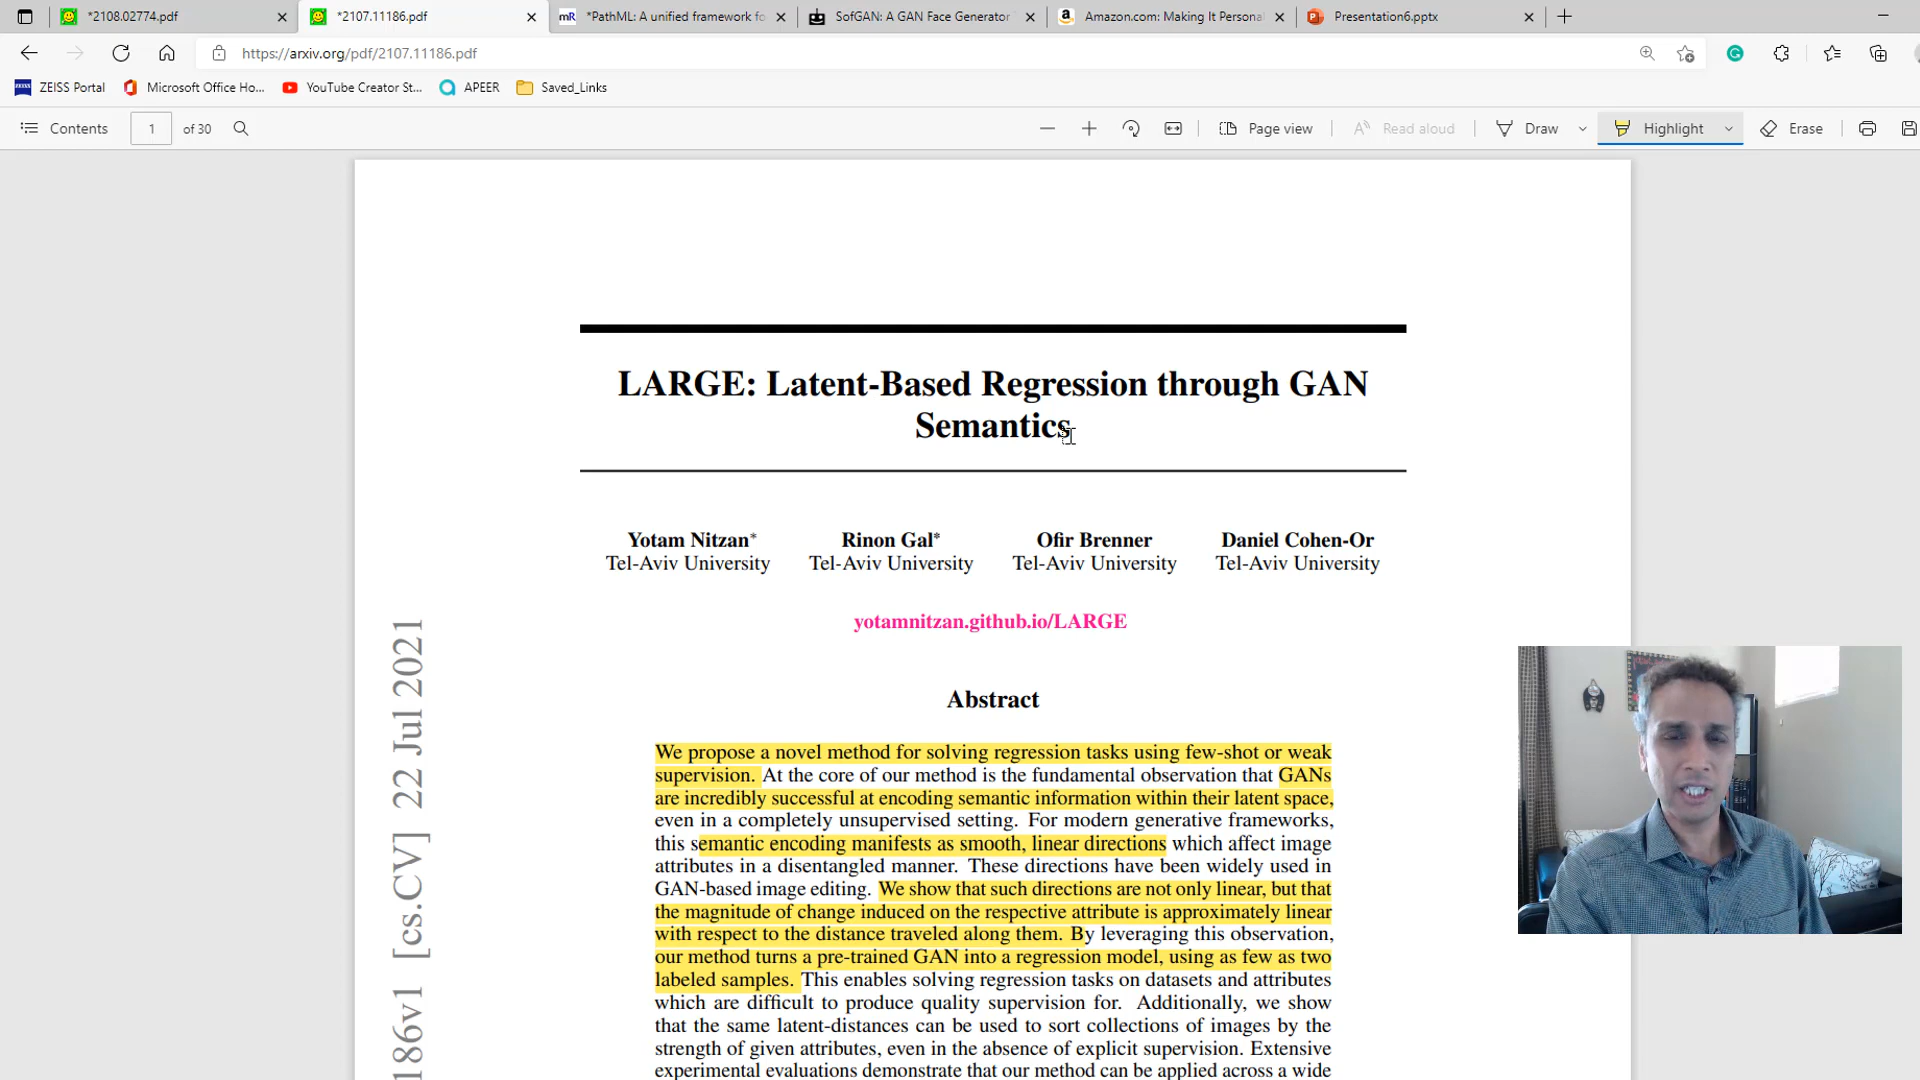 *2108.02774.pdf
*2107.11186.pdf
mR *PathML: A unified framework fo
SofGAN: A GAN Face Generator
Amazon.com: Making It Persona
Presentation6.pptx
https://arxiv.org/pdf/2107.11186.pdf
ZEISS Portal
Microsoft Office Ho...
YouTube Creator St...
APEER
Saved_Links
Contents
1
of 30
Page view
Read aloud
Draw
Highlight
Erase
LARGE: Latent-Based Regression through GAN
Semantics
Yotam Nitzan*
Rinon Gal*
Ofir Brenner
Daniel Cohen-Or
Tel-Aviv University
Tel-Aviv University
Tel-Aviv University
Tel-Aviv University
yotamnitzan.github.io/LARGE
Abstract
We propose a novel method for solving regression tasks using few-shot or weak
supervision. At the core of our method is the fundamental observation that GANs
are incredibly successful at encoding semantic information within their latent space,
even in a completely unsupervised setting. For modern generative frameworks,
this semantic encoding manifests as smooth, linear directions which affect image
attributes in a disentangled manner. These directions have been widely used in
GAN-based image editing. We show that such directions are not only linear, but that
the magnitude of change induced on the respective attribute is approximately linear
with respect to the distance traveled along them. By leveraging this observation,
our method turns a pre-trained GAN into a regression model, using as few as two
labeled samples. This enables solving regression tasks on datasets and attributes
which are difficult to produce quality supervision for. Additionally, we show
that the same latent-distances can be used to sort collections of images by the
strength of given attributes, even in the absence of explicit supervision. Extensive
experimental evaluations demonstrate that our method can be applied across a wide
186v1 [cs.CV] 22 Jul 2021